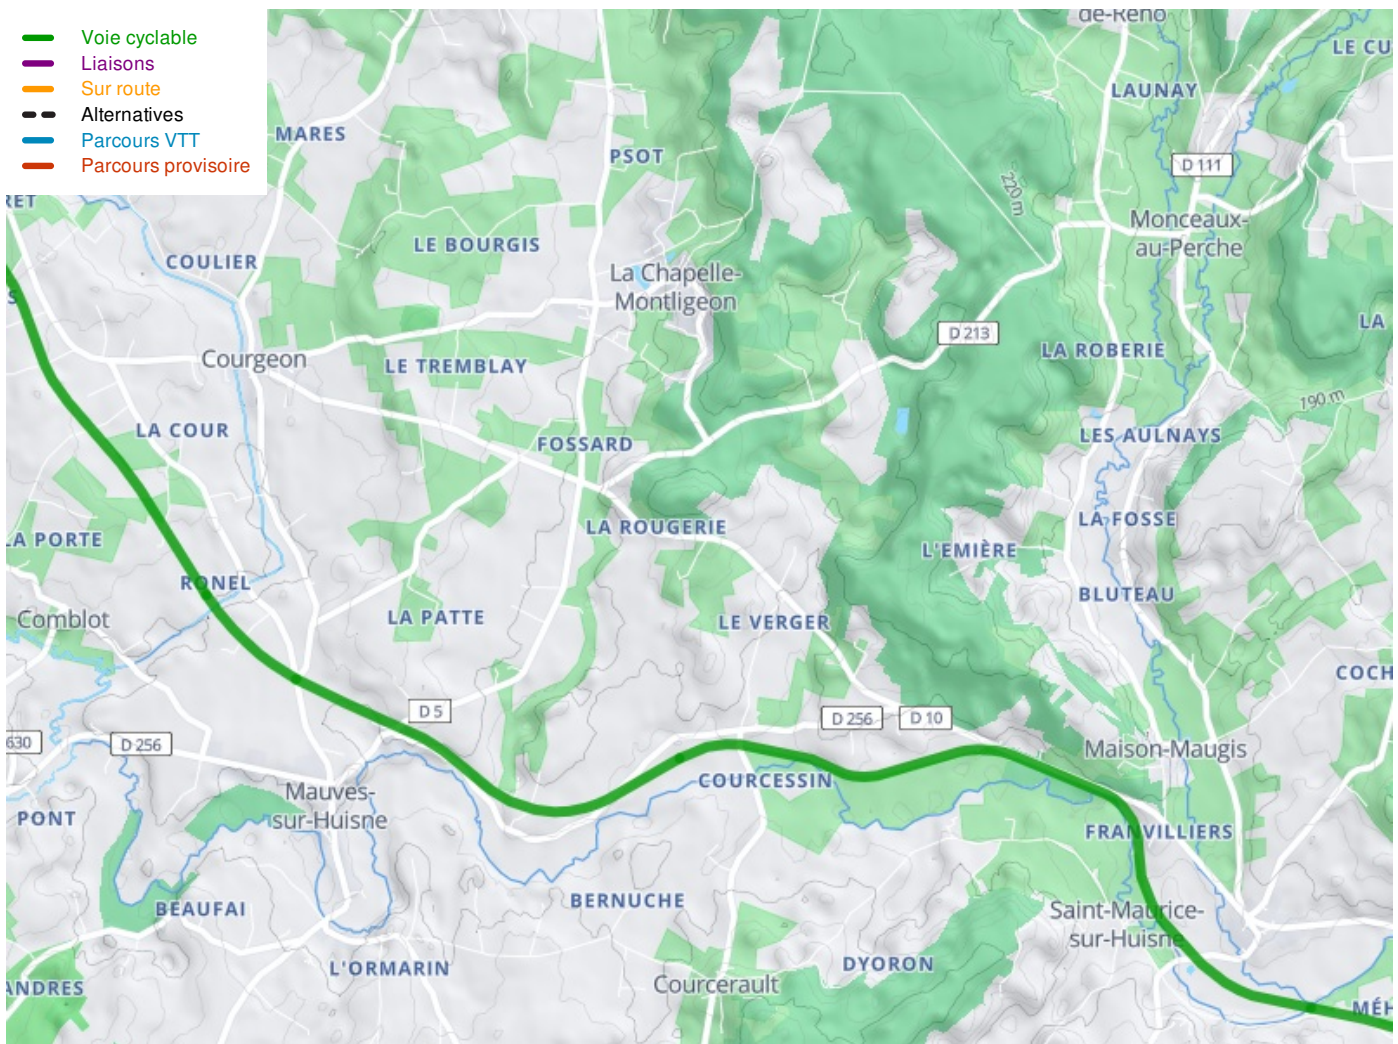 Voie cyclable
Liaisons
Sur route
Alternatives
Parcours VTT
Parcours provisoire
de-Reno
LE CU
LAUNAY
MARES
PSOT
D 111
220 m
RET
Monceaux-
au-Perche
LE BOURGIS
COULIER
La Chapelle-
Montligeon
S
LA
D 213
LA ROBERIE
Courgeon
LE TREMBLAY
190 m
LA COUR
FOSSARD
LES AULNAYS
LA FOSSE
LA ROUGERIE
LA PORTE
L'EMIÈRE
RONEL
BLUTEAU
Comblot
LA PATTE
LE VERGER
COCH
D 5
D 256
D 10
630
D 256
Maison-Maugis
COURCESSIN
Mauves-
sur-Huisne
PONT
FRANVILLIERS
BERNUCHE
BEAUFAI
Saint-Maurice-
sur-Huisne
DYORON
L'ORMARIN
Courcerault
ANDRES
MÉH